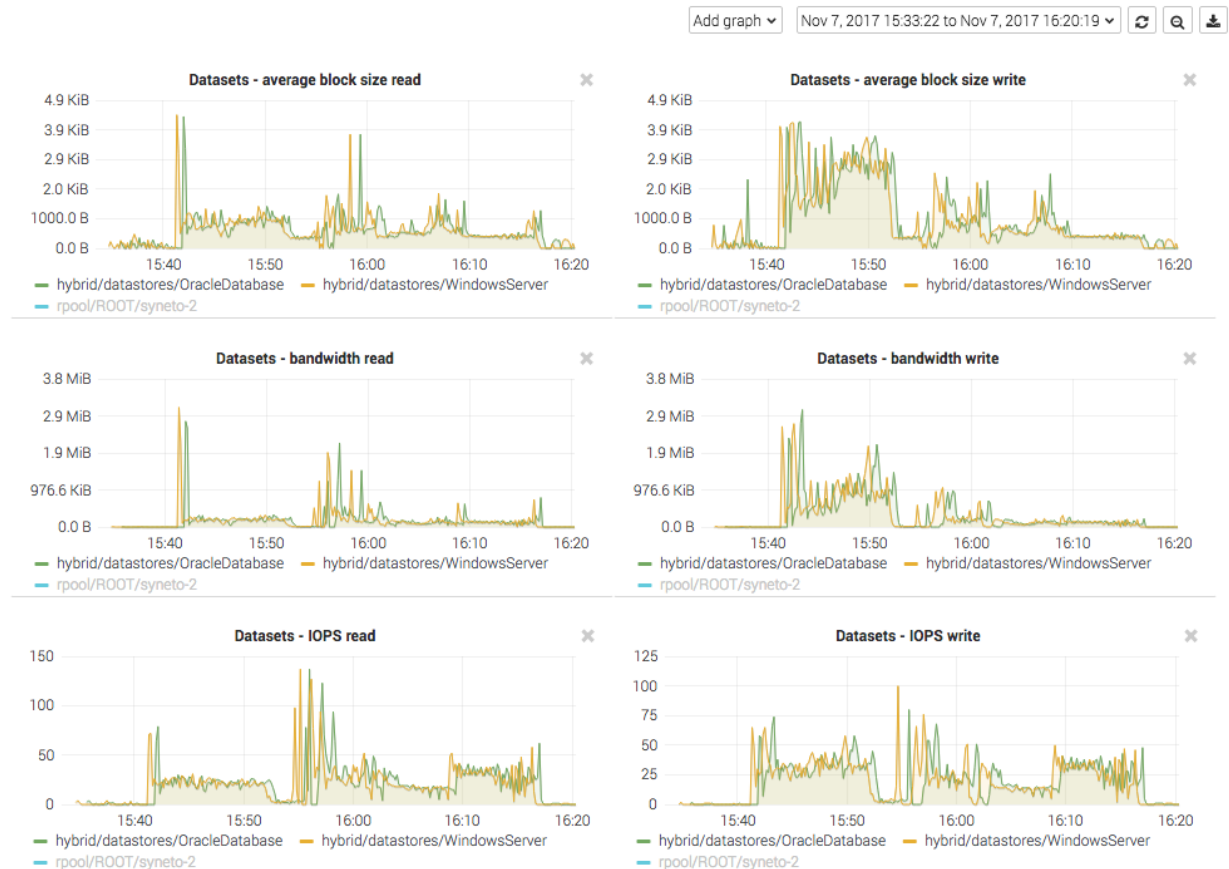 Add graph Nov 7, 2017 15:33:22 to Nov 7, 2017 16:20:19
Datasets - average block size read
4.9 KiB
3.9 KiB
2.9 KiB
2.0 KiB
1000.0 B
0.0 B
15:40 15:50 16:00 16:10 16:20
hybrid/datastores/OracleDatabase hybrid/datastores/WindowsServer
rpool/ROOT/syneto-2
Datasets - average block size write
4.9 KiB
3.9 KiB
2.9 KiB
2.0 KiB
1000.0 B
0.0 B
15:40 15:50 16:00 16:10 16:20
hybrid/datastores/OracleDatabase hybrid/datastores/WindowsServer
rpool/ROOT/syneto-2
Datasets - bandwidth read
3.8 MiB
2.9 MiB
1.9 MiB
976.6 KiB
0.0 B
15:40 15:50 16:00 16:10 16:20
hybrid/datastores/OracleDatabase hybrid/datastores/WindowsServer
rpool/ROOT/syneto-2
Datasets - bandwidth write
3.8 MiB
2.9 MiB
1.9 MiB
976.6 KiB
0.0 B
15:40 15:50 16:00 16:10 16:20
hybrid/datastores/OracleDatabase hybrid/datastores/WindowsServer
rpool/ROOT/syneto-2
Datasets - IOPS read
150
100
50
0
15:40 15:50 16:00 16:10 16:20
hybrid/datastores/OracleDatabase hybrid/datastores/WindowsServer
rpool/ROOT/syneto-2
Datasets - IOPS write
125
100
75
50
25
0
15:40 15:50 16:00 16:10 16:20
hybrid/datastores/OracleDatabase hybrid/datastores/WindowsServer
rpool/ROOT/syneto-2